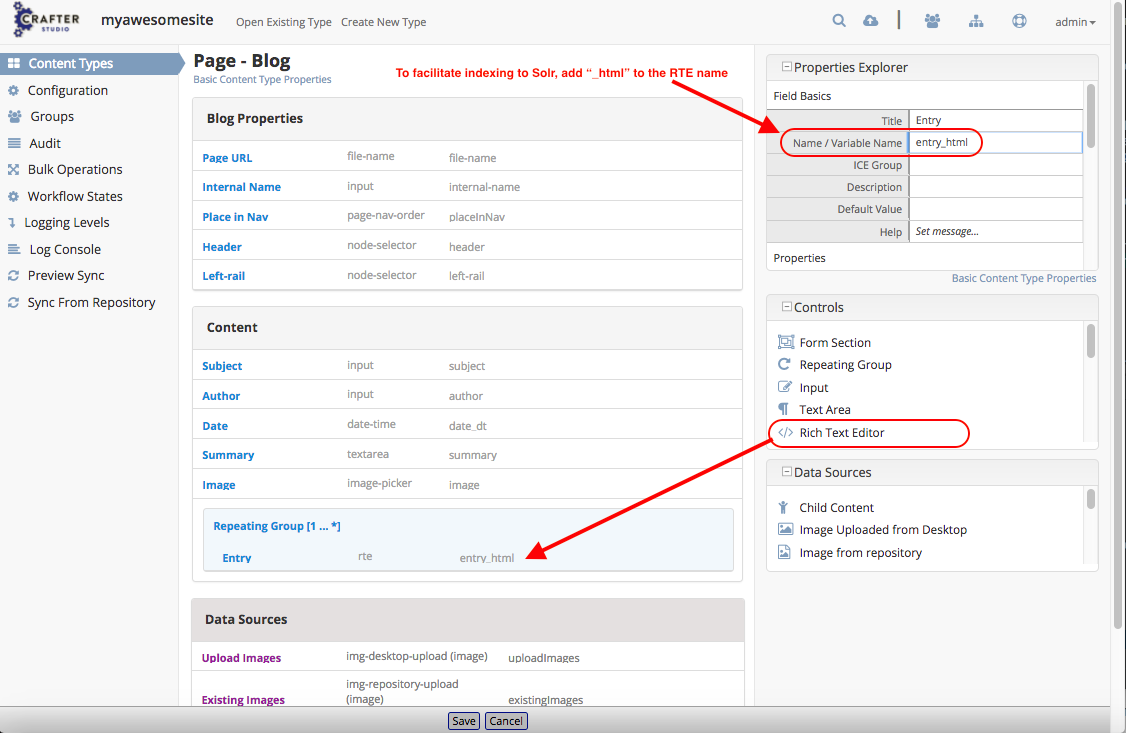 CRAFTER
STUDIO
myawesomesite
Open Existing Type
Create New Type
admin
Content Types
Configuration
Groups
Audit
Bulk Operations
Workflow States
Logging Levels
Log Console
Preview Sync
Sync From Repository
Page - Blog
Basic Content Type Properties
To facilitate indexing to Solr, add “_html” to the RTE name
Blog Properties
Page URL file-name file-name
Internal Name input internal-name
Place in Nav page-nav-order placeInNav
Header node-selector header
Left-rail node-selector left-rail
Content
Subject input subject
Author input author
Date date-time date_dt
Summary textarea summary
Image image-picker image
Repeating Group [1 ... *]
Entry rte entry_html
Data Sources
Upload Images img-desktop-upload (image) uploadImages
img-repository-upload
Existing Images (image) existingImages
Properties Explorer
Field Basics
Title Entry
Name / Variable Name entry_html
ICE Group
Description
Default Value
Help Set message...
Properties
Basic Content Type Properties
Controls
Form Section
Repeating Group
Input
Text Area
Rich Text Editor
Data Sources
Child Content
Image Uploaded from Desktop
Image from repository
Save Cancel